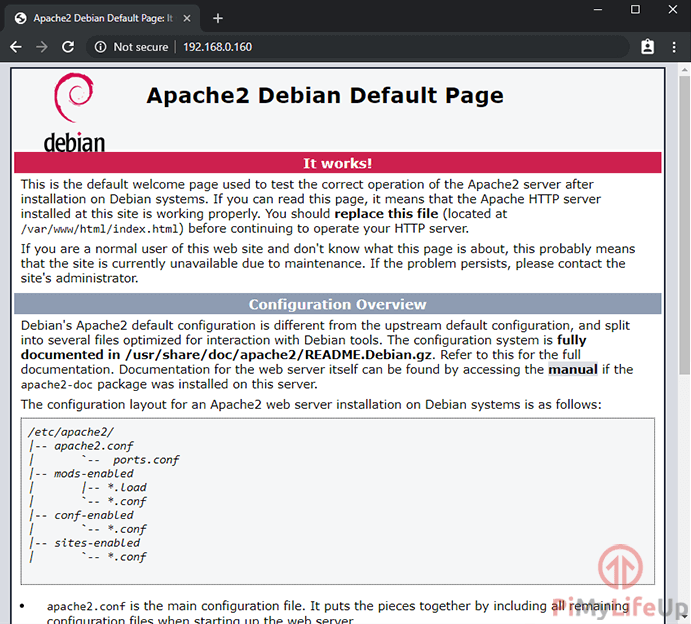 Apache2 Debian Default Page: It
Not secure | 192.168.0.160
debian
Apache2 Debian Default Page
It works!
This is the default welcome page used to test the correct operation of the Apache2 server after
installation on Debian systems. If you can read this page, it means that the Apache HTTP server
installed at this site is working properly. You should replace this file (located at
/var/www/html/index.html) before continuing to operate your HTTP server.
If you are a normal user of this web site and don't know what this page is about, this probably means
that the site is currently unavailable due to maintenance. If the problem persists, please contact the
site's administrator.
Configuration Overview
Debian's Apache2 default configuration is different from the upstream default configuration, and split
into several files optimized for interaction with Debian tools. The configuration system is fully
documented in /usr/share/doc/apache2/README.Debian.gz. Refer to this for the full
documentation. Documentation for the web server itself can be found by accessing the manual if the
apache2-doc package was installed on this server.
The configuration layout for an Apache2 web server installation on Debian systems is as follows:
/etc/apache2/
|-- apache2.conf
|       `--  ports.conf
|-- mods-enabled
|       |-- *.load
|       `-- *.conf
|-- conf-enabled
|       `-- *.conf
|-- sites-enabled
|       `-- *.conf
• apache2.conf is the main configuration file. It puts the pieces together by including all remaining
configuration files when starting up the web server.
PiMyLifeUp